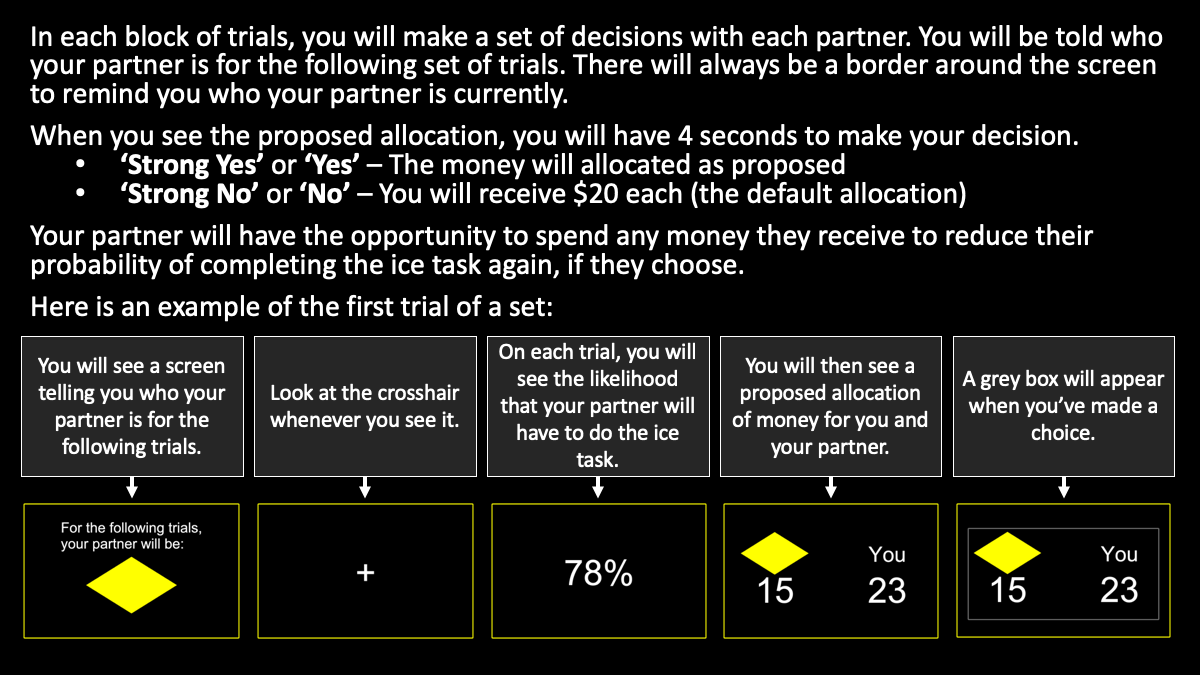 In each block of trials, you will make a set of decisions with each partner. You will be told who
your partner is for the following set of trials. There will always be a border around the screen
to remind you who your partner is currently.
When you see the proposed allocation, you will have 4 seconds to make your decision.
• ‘Strong Yes’ or ‘Yes’ – The money will allocated as proposed
• ‘Strong No’ or ‘No’ – You will receive $20 each (the default allocation)
Your partner will have the opportunity to spend any money they receive to reduce their
probability of completing the ice task again, if they choose.
Here is an example of the first trial of a set:
You will see a screen
telling you who your
partner is for the
following trials.
Look at the crosshair
whenever you see it.
On each trial, you will
see the likelihood
that your partner will
have to do the ice
task.
You will then see a
proposed allocation
of money for you and
your partner.
A grey box will appear
when you’ve made a
choice.
For the following trials,
your partner will be:
+
78%
You
15 23
You
15 23